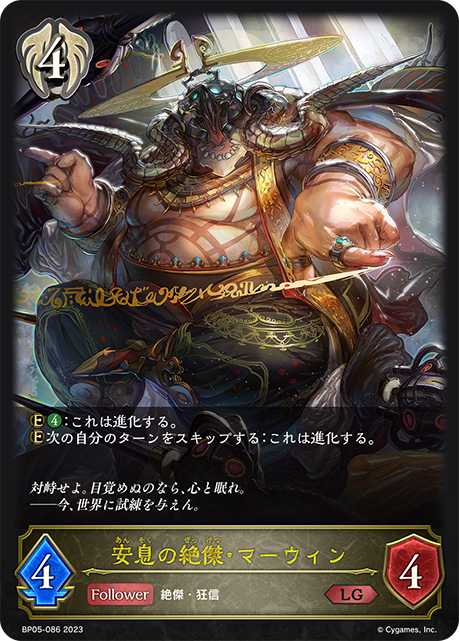 4
E 4：これは進化する。
E 次の自分のターンをスキップする：これは進化する。
対峙せよ。目覚めぬのなら、心と眠れ。
――今、世界に試練を与えん。
あんそく ぜっけつ
安息の絶傑・マーウィン
4
Follower 絶傑・狂信 LG
4
BP05-086 2023 © Cygames, Inc.